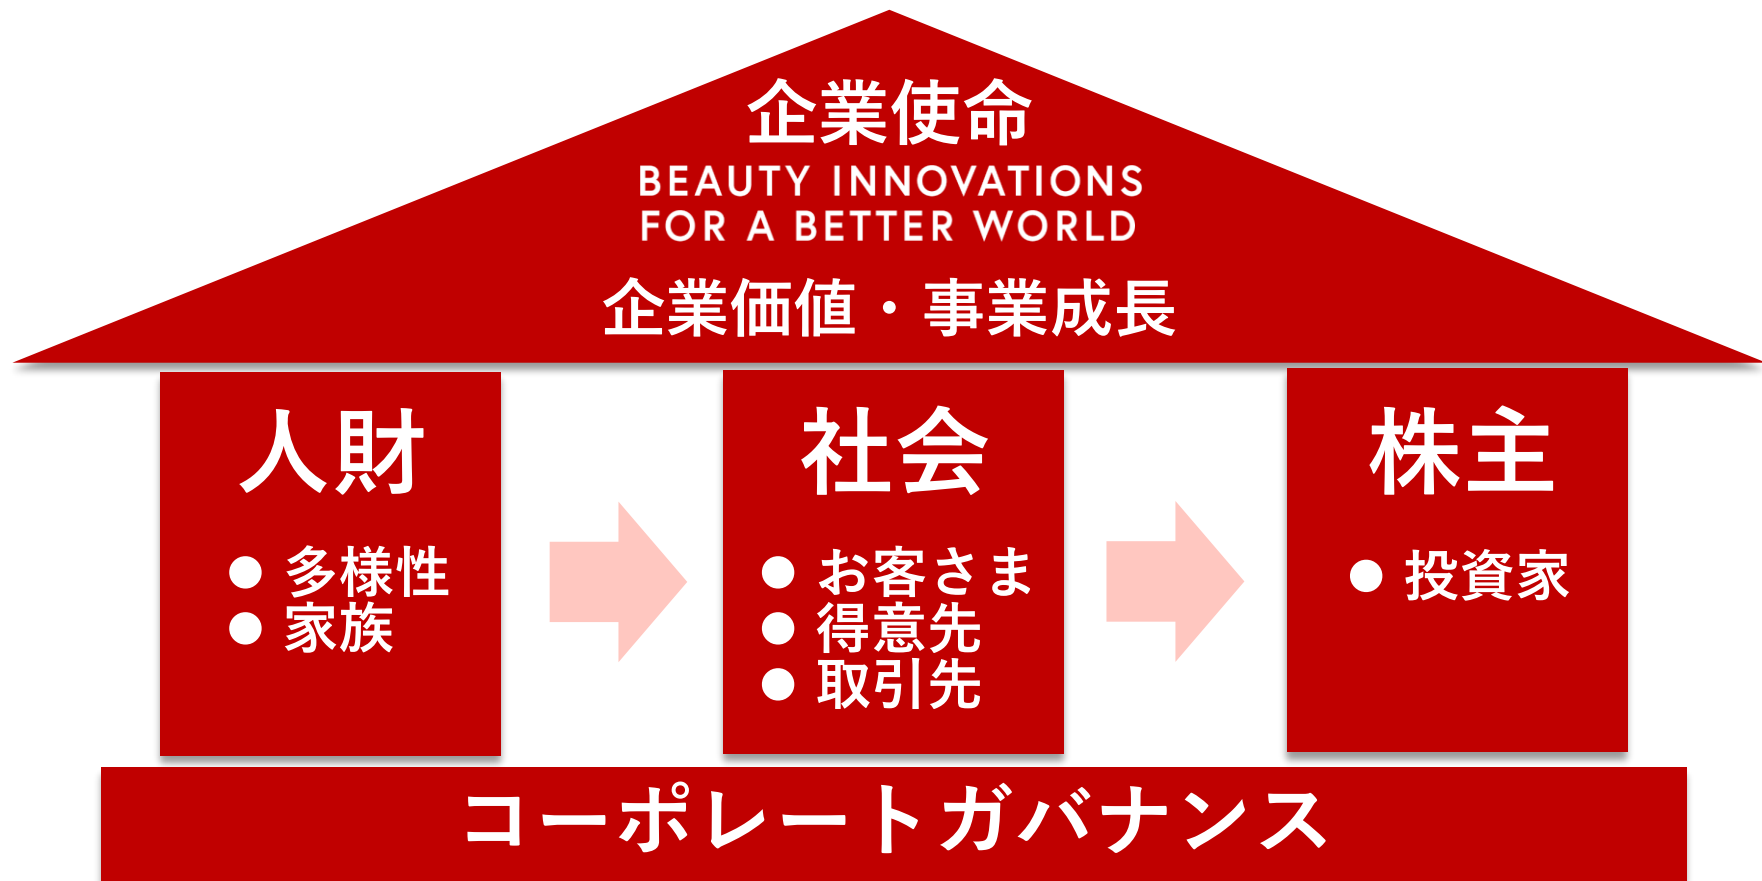 企業使命
BEAUTY INNOVATIONS
FOR A BETTER WORLD
企業価値・事業成長
人財
● 多様性
● 家族
社会
● お客さま
● 得意先
● 取引先
株主
● 投資家
コーポレートガバナンス